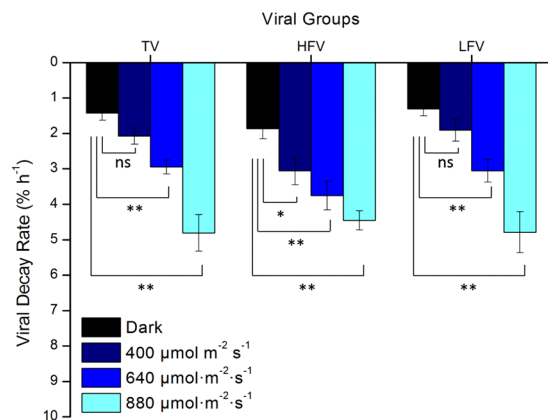 Viral Groups
TV HFV LFV
0
1
2
3
4
5
6
7
8
9
10
Viral Decay Rate (% h⁻¹)
ns
**
**
*
**
**
ns
**
**
Dark
400 µmol m⁻² s⁻¹
640 µmol·m⁻²·s⁻¹
880 µmol·m⁻²·s⁻¹